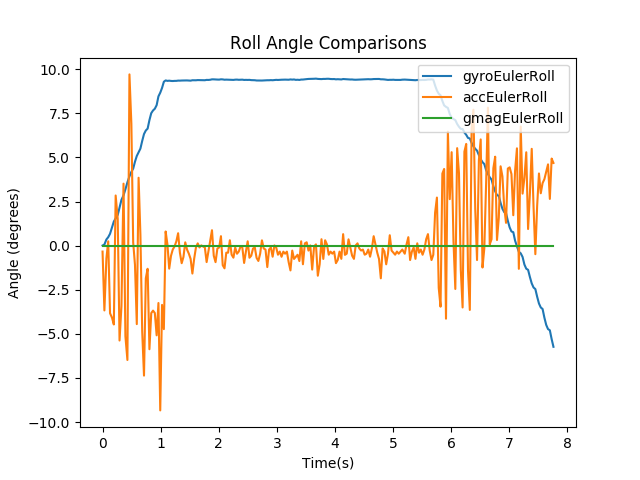 Roll Angle Comparisons
10.0
7.5
5.0
2.5
0.0
−2.5
−5.0
−7.5
−10.0
Angle (degrees)
gyroEulerRoll
accEulerRoll
gmagEulerRoll
0 1 2 3 4 5 6 7 8
Time(s)